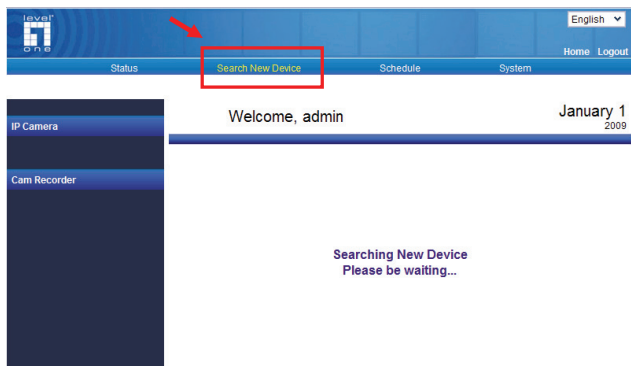 level
one
English
Home Logout
Status Search New Device Schedule System
IP Camera
Cam Recorder
Welcome, admin
January 1
2009
Searching New Device
Please be waiting...